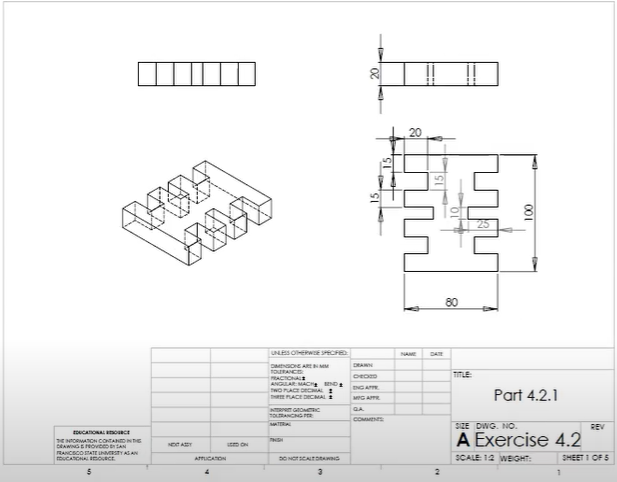 20
20
15
15
15
10
25
100
80
UNLESS OTHERWISE SPECIFIED:
DIMENSIONS ARE IN MM
TOLERANCES:
FRACTIONAL ±
ANGULAR: MACH ± BEND ±
TWO PLACE DECIMAL ±
THREE PLACE DECIMAL ±
INTERPRET GEOMETRIC
TOLERANCING PER:
MATERIAL
FINISH
DO NOT SCALE DRAWING
NAME DATE
DRAWN
CHECKED
ENG APPR.
MFG APPR.
Q.A.
COMMENTS:
TITLE:
Part 4.2.1
SIZE DWG. NO. REV
A Exercise 4.2
SCALE: 1:2 WEIGHT: SHEET 1 OF 5
EDUCATIONAL RESOURCE
THE INFORMATION CONTAINED IN THIS
DRAWING IS PROVIDED BY SAN
FRANCISCO STATE UNIVERSITY AS AN
EDUCATIONAL RESOURCE.
NEXT ASSY USED ON
APPLICATION
5 4 3 2 1